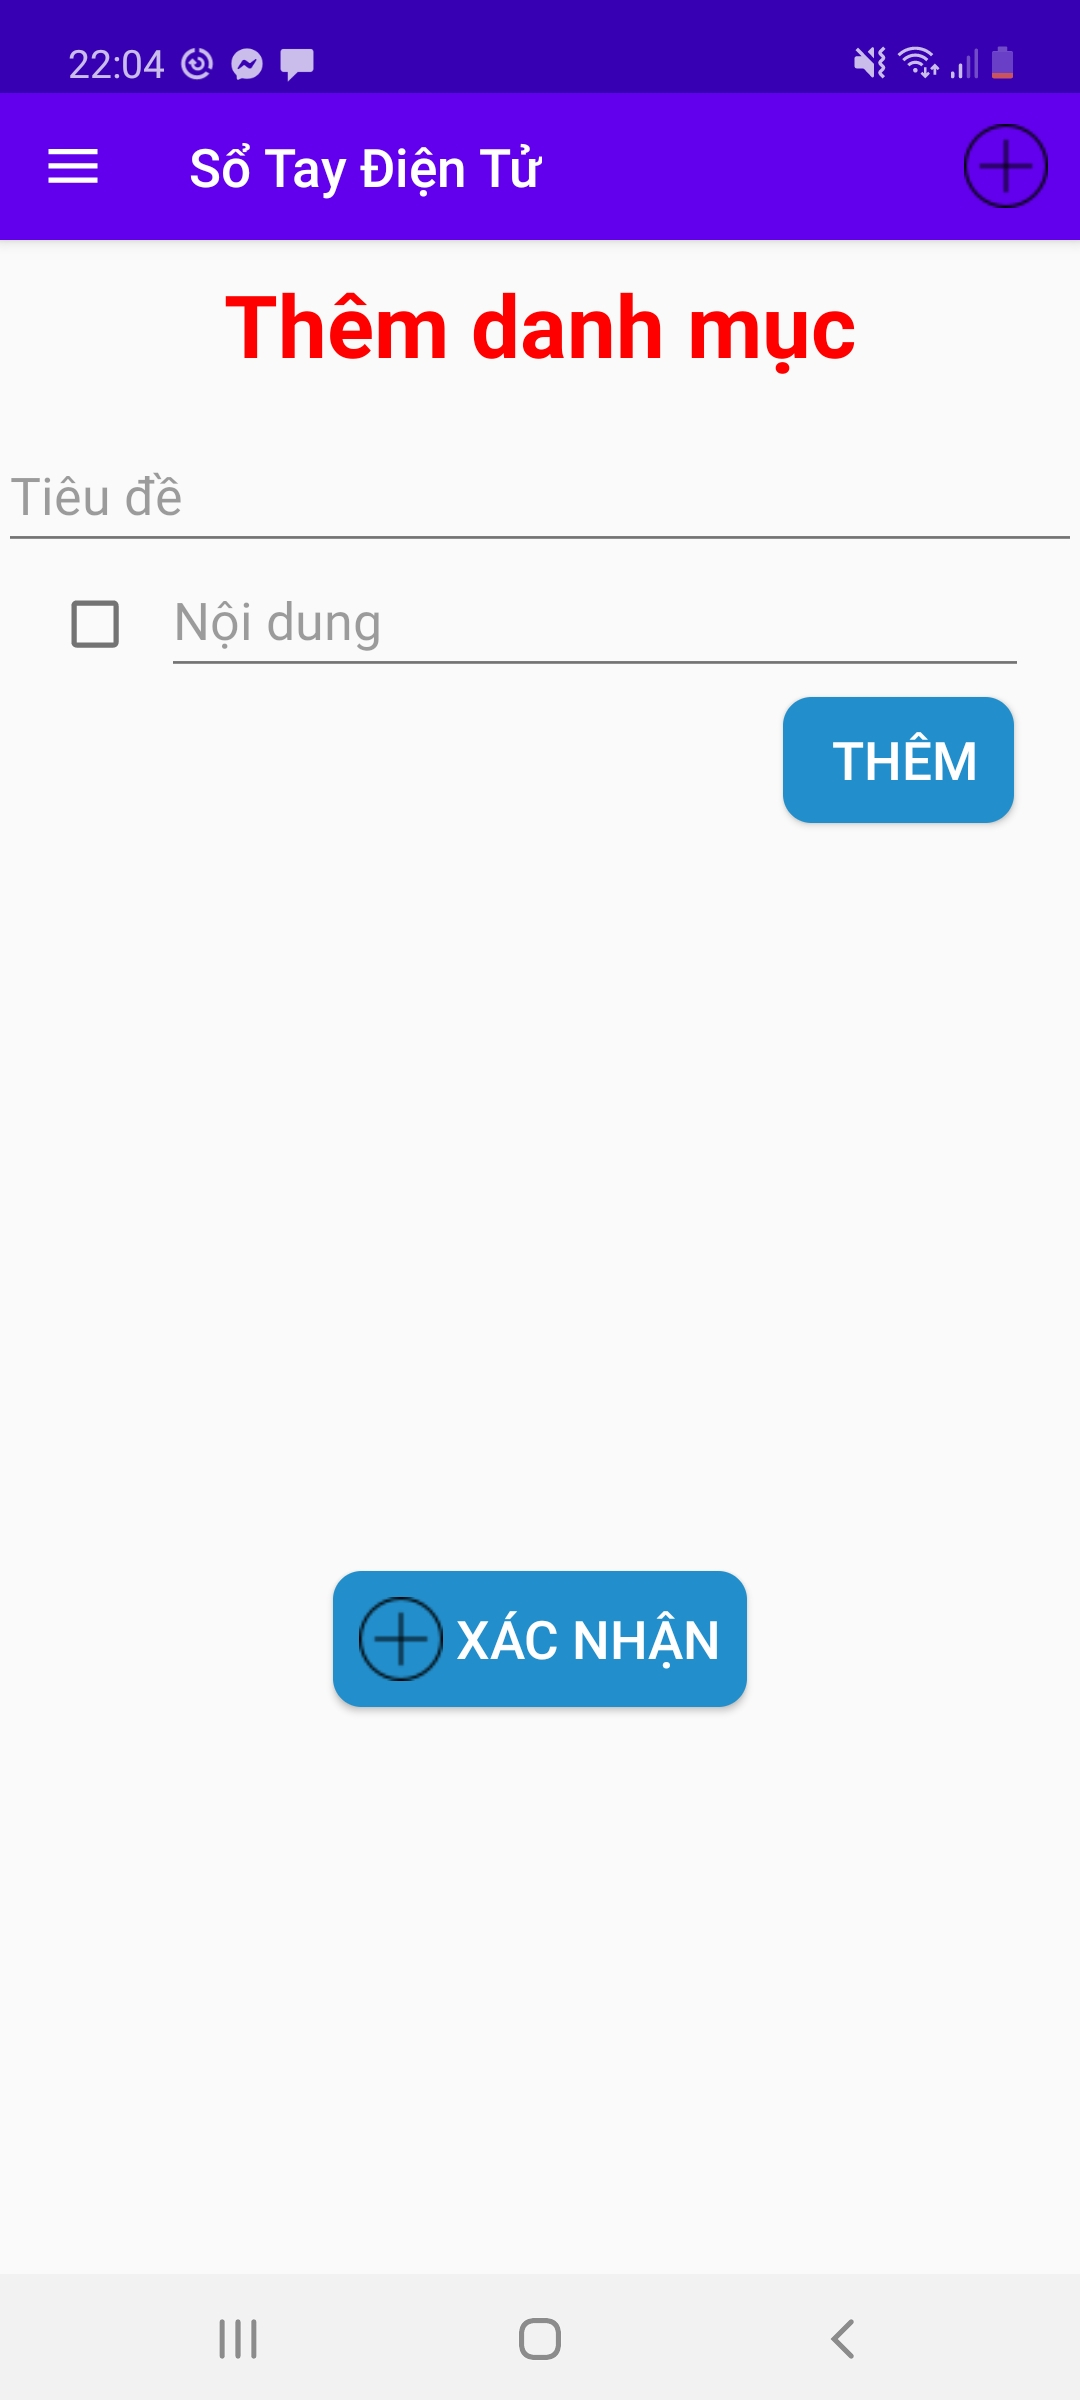 22:04
Sổ Tay Điện Tử
Thêm danh mục
Tiêu đề
Nội dung
THÊM
XÁC NHẬN